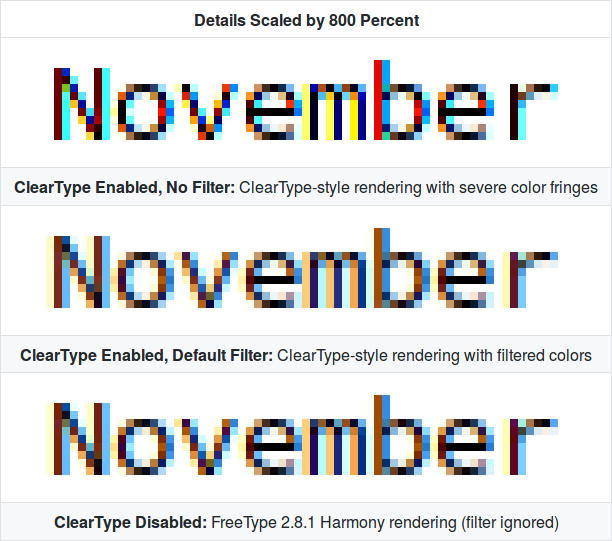 Details Scaled by 800 Percent
November
ClearType Enabled, No Filter: ClearType-style rendering with severe color fringes
November
ClearType Enabled, Default Filter: ClearType-style rendering with filtered colors
November
ClearType Disabled: FreeType 2.8.1 Harmony rendering (filter ignored)